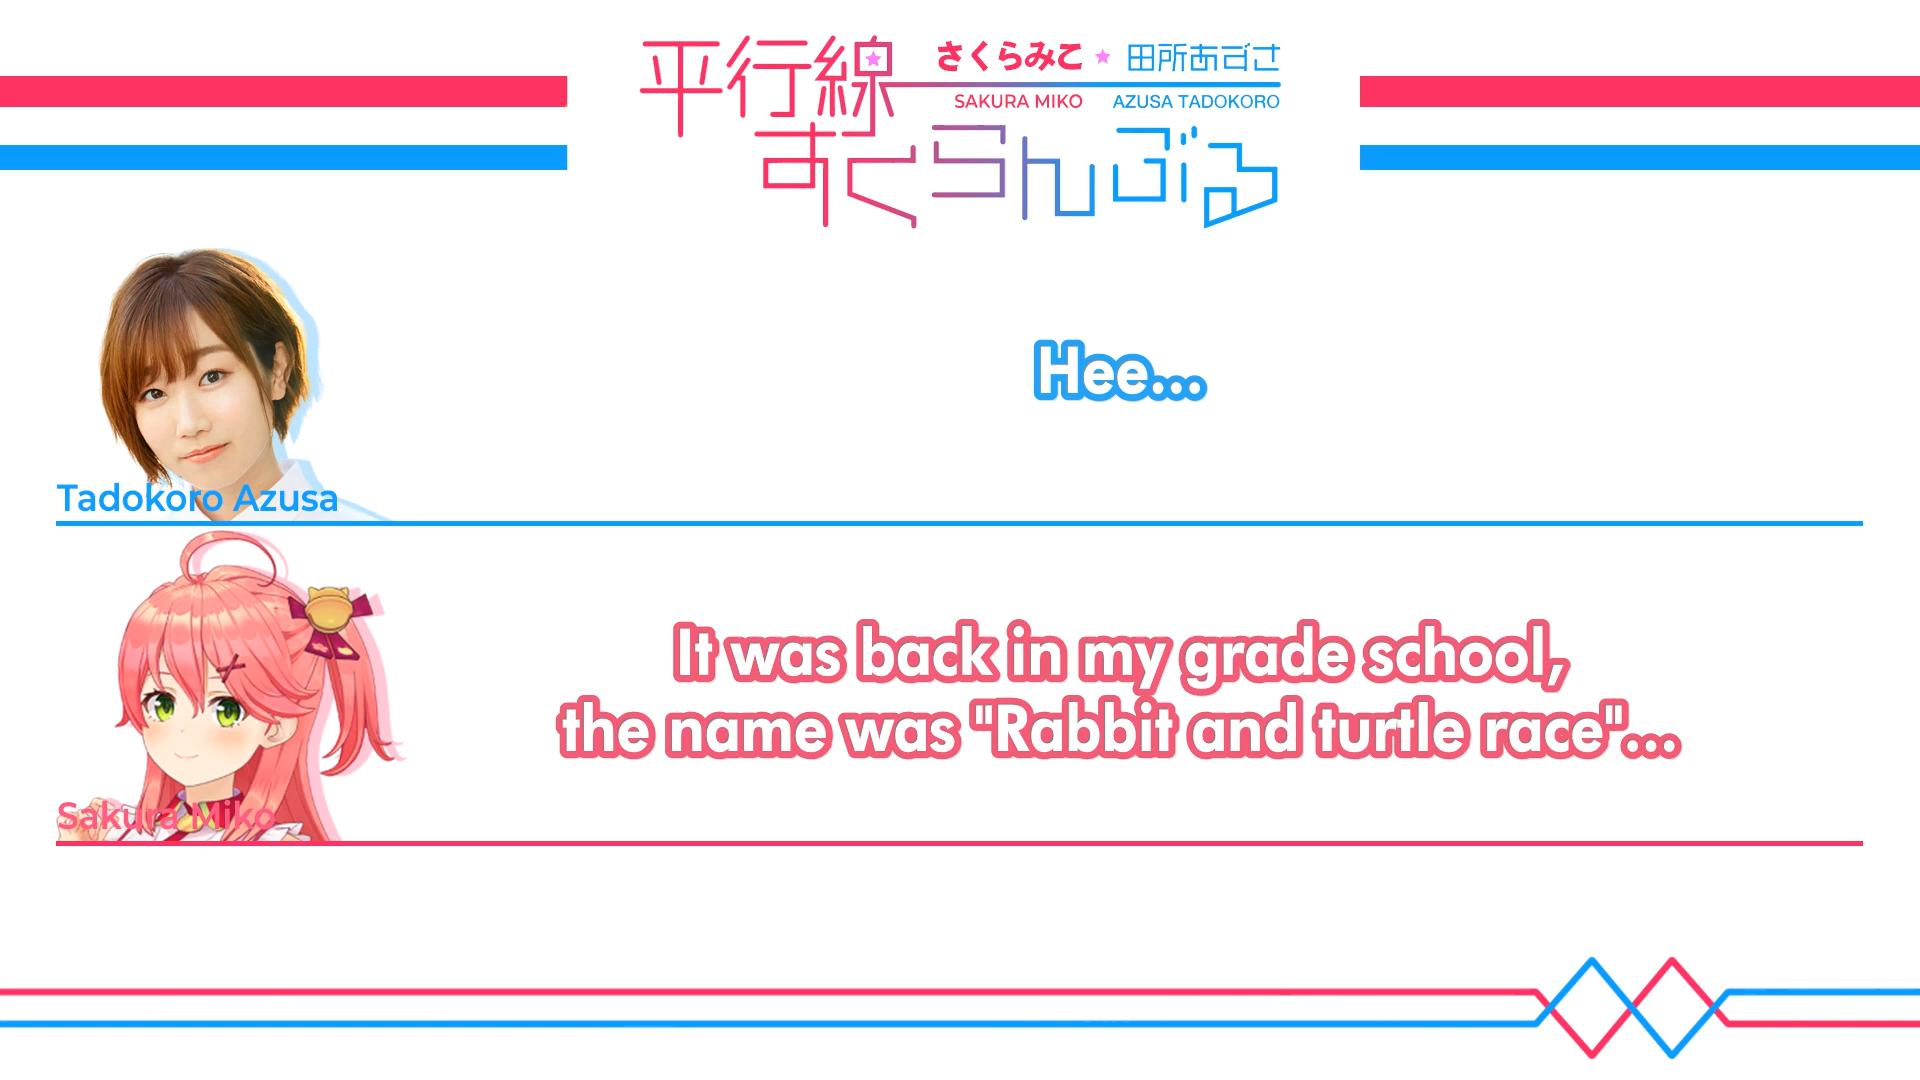 平行線
すくらんぶる
さくらみこ★田所あずさ
SAKURA MIKO AZUSA TADOKORO
Hee...
Tadokoro Azusa
It was back in my grade school,
the name was "Rabbit and turtle race"...
Sakura Miko